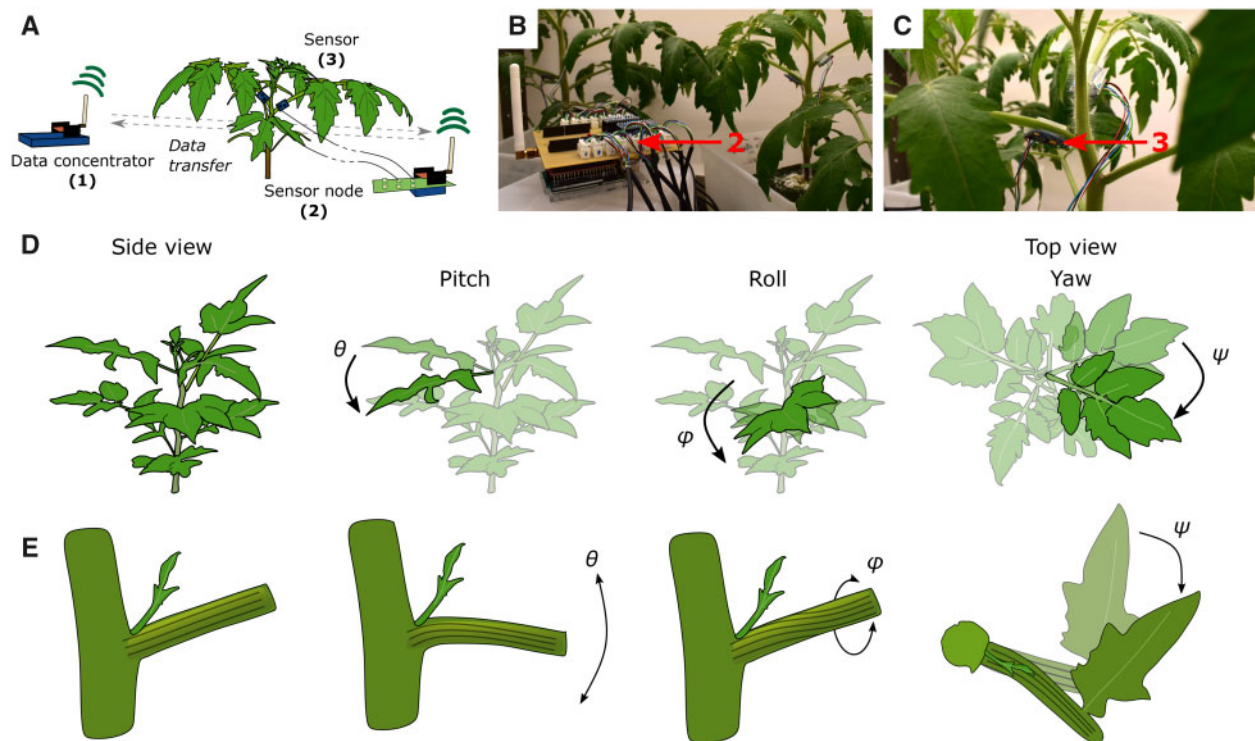 A
Sensor
(3)
Data concentrator
(1)
Data
transfer
Sensor node
(2)
B
2
C
3
D
Side view
Pitch
Roll
Top view
Yaw
θ
φ
ψ
E
θ
φ
ψ